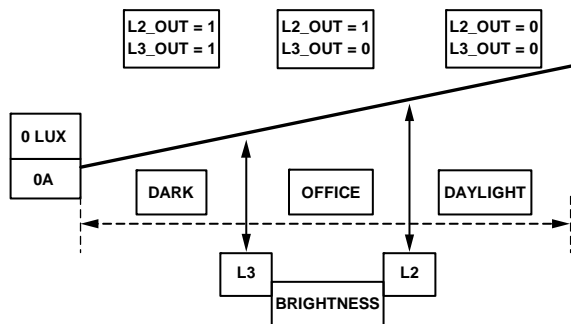 L2_OUT = 1
L3_OUT = 1
L2_OUT = 1
L3_OUT = 0
L2_OUT = 0
L3_OUT = 0
0 LUX
0A
DARK
OFFICE
DAYLIGHT
L3
L2
BRIGHTNESS